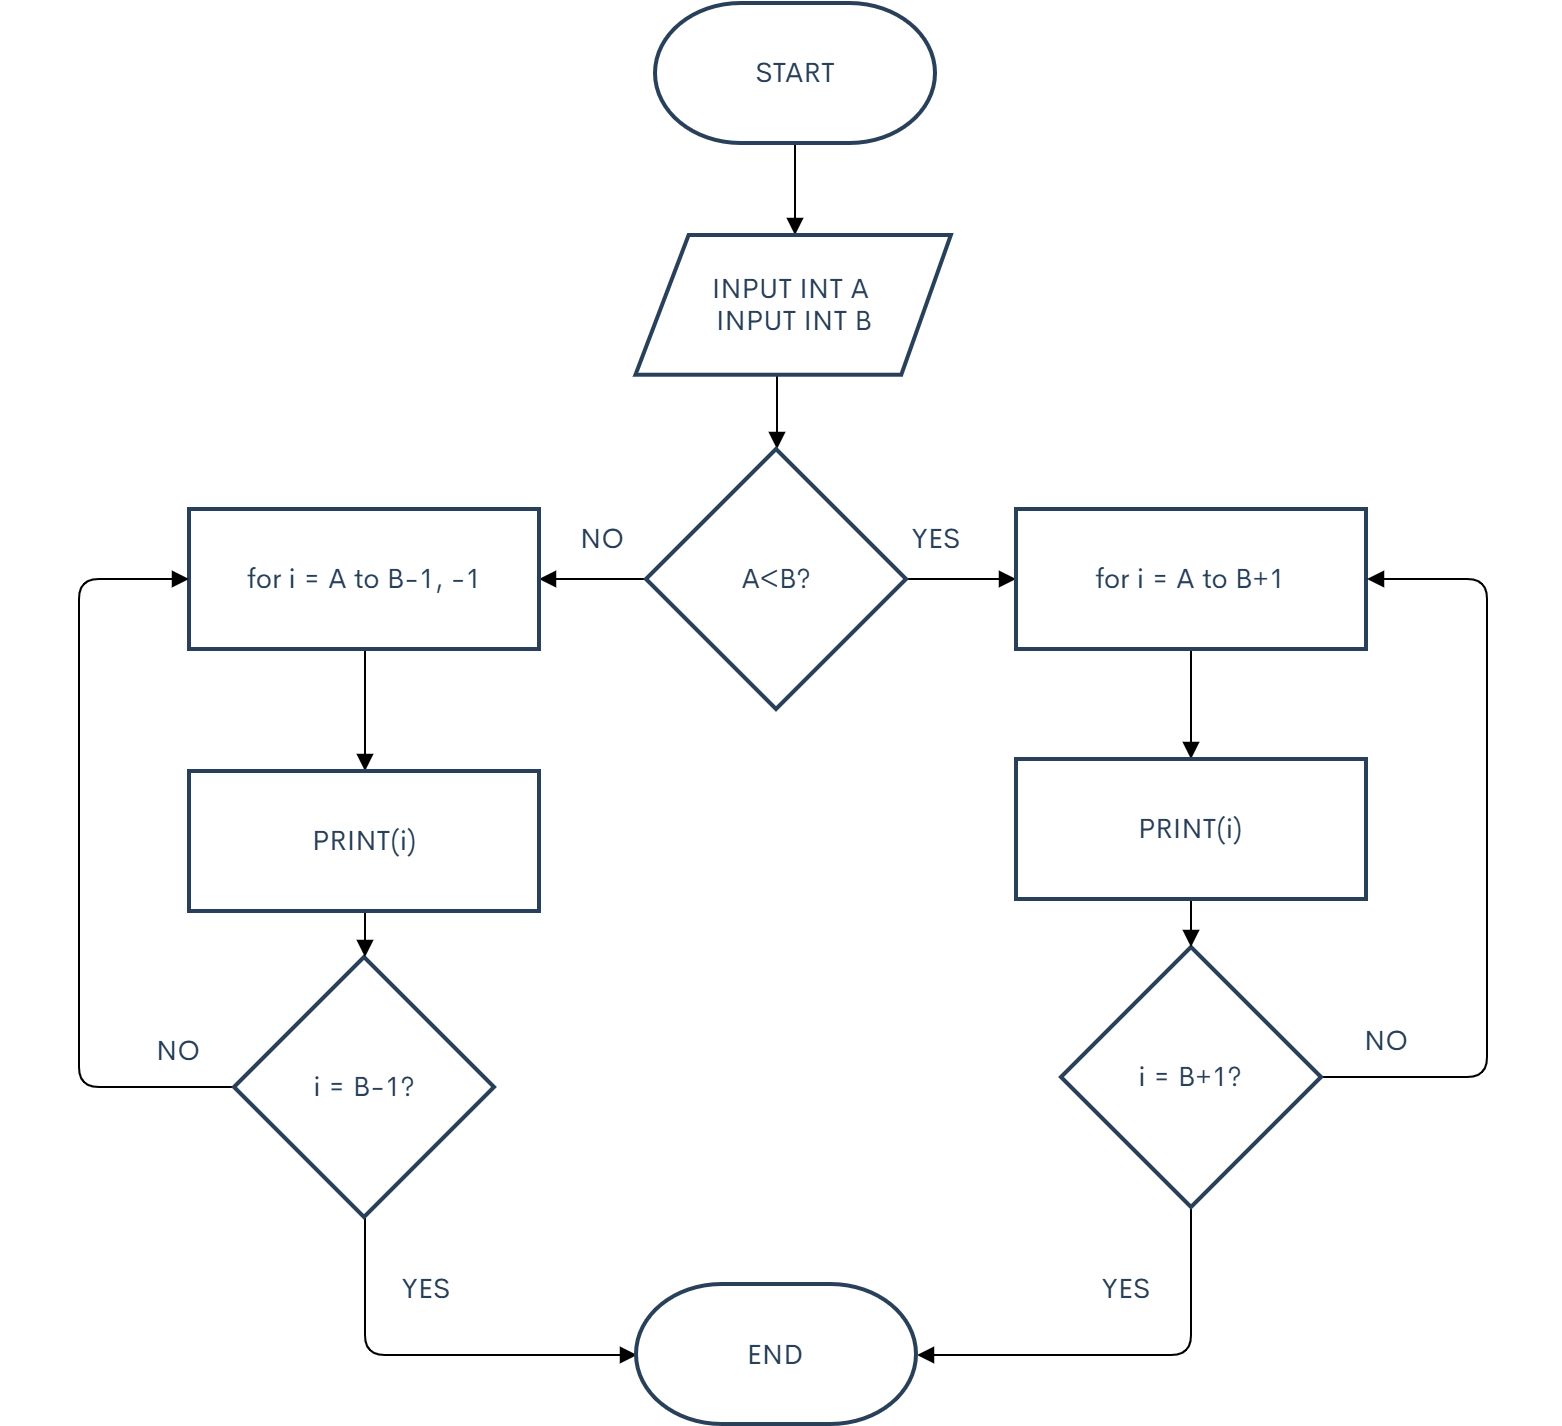 START
INPUT INT A
INPUT INT B
NO
YES
for i = A to B-1, -1
A<B?
for i = A to B+1
PRINT(i)
PRINT(i)
NO
NO
i = B-1?
i = B+1?
YES
YES
END